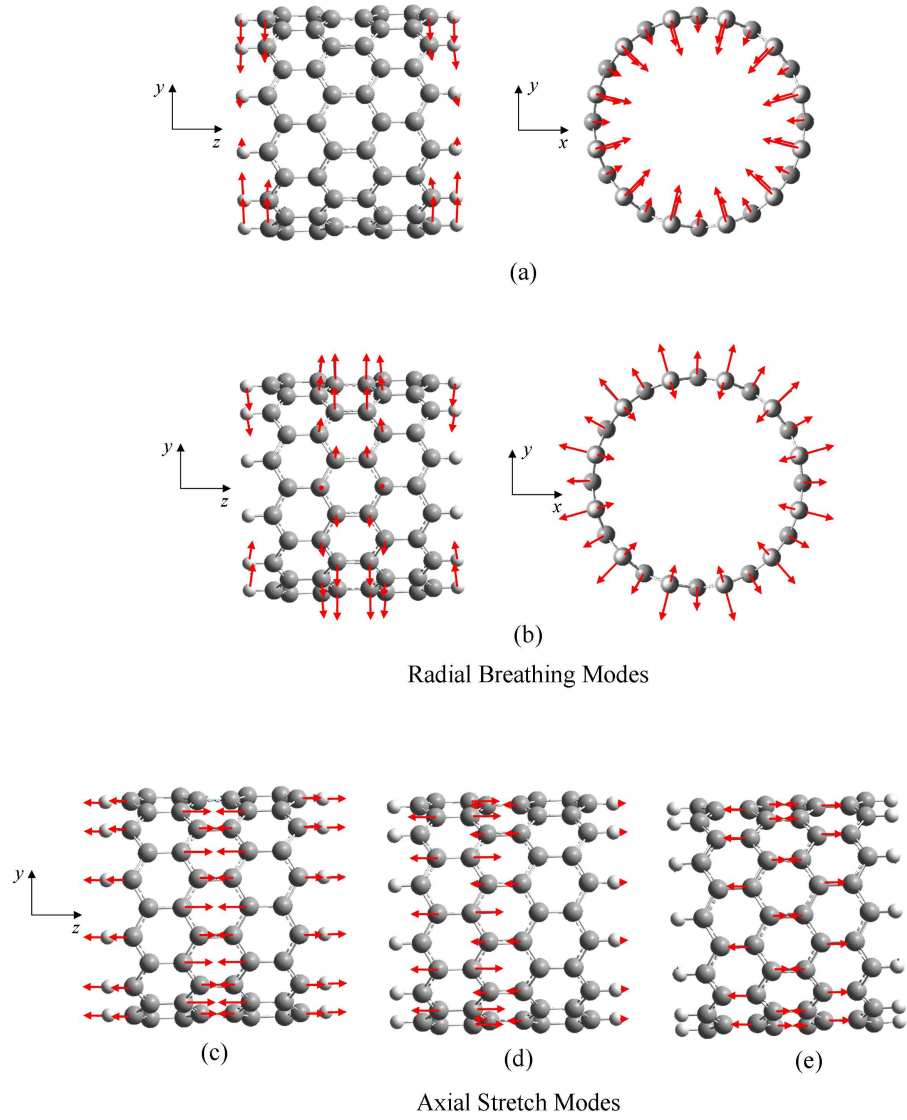 y
y
z
x
(a)
y
y
z
x
(b)
Radial Breathing Modes
y
z
(c)
(d)
(e)
Axial Stretch Modes